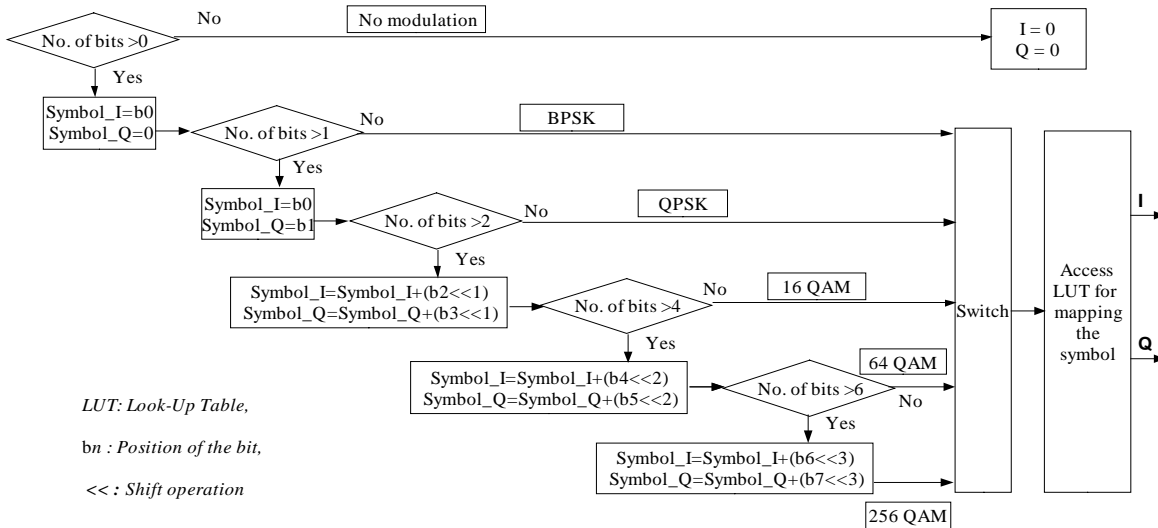 No
No modulation
No. of bits >0
I = 0
Q = 0
Yes
Symbol_I=b0
Symbol_Q=0
No. of bits >1
No
BPSK
Yes
Symbol_I=b0
Symbol_Q=b1
No. of bits >2
No
QPSK
Yes
Symbol_I=Symbol_I+(b2<<1)
Symbol_Q=Symbol_Q+(b3<<1)
No. of bits >4
No
16 QAM
Yes
Symbol_I=Symbol_I+(b4<<2)
Symbol_Q=Symbol_Q+(b5<<2)
No. of bits >6
64 QAM
No
Yes
Symbol_I=Symbol_I+(b6<<3)
Symbol_Q=Symbol_Q+(b7<<3)
256 QAM
Switch
Access
LUT for
mapping
the
symbol
I
Q
LUT: Look-Up Table,
bn : Position of the bit,
<< : Shift operation